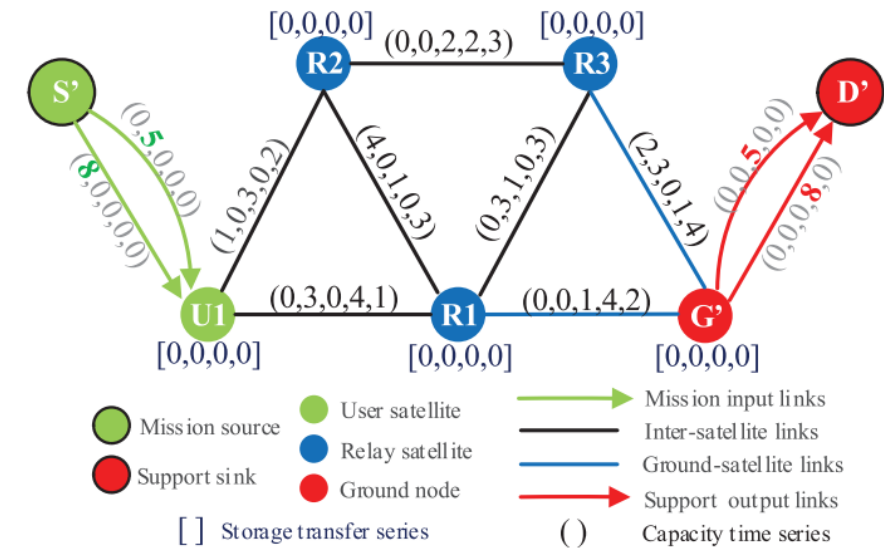 [0,0,0,0]
[0,0,0,0]
(0,0,2,2,3)
S'
R2
R3
D'
(0,5,0,0,0)
(8,0,0,0,0)
(1,0,3,0,2)
(4,0,1,0,3)
(0,3,1,0,3)
(2,3,0,1,4)
(0,0,5,0,0)
(0,0,0,8,0)
(0,3,0,4,1)
(0,0,1,4,2)
U1
R1
G'
[0,0,0,0]
[0,0,0,0]
[0,0,0,0]
Mission source
Support sink
User satellite
Relay satellite
Ground node
Mission input links
Inter-satellite links
Ground-satellite links
Support output links
[ ] Storage transfer series
( ) Capacity time series